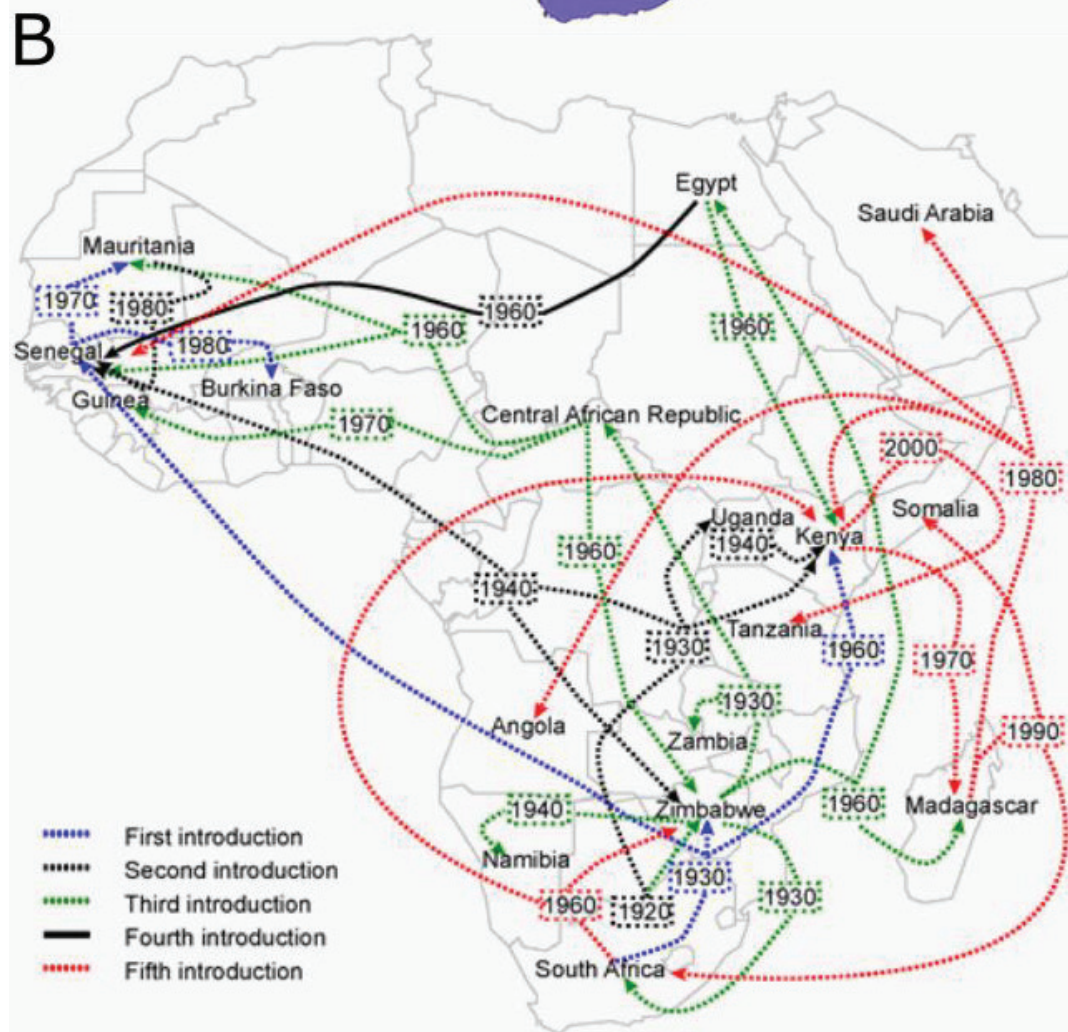 B
Egypt
Saudi Arabia
Mauritania
1970
1980
1960
1960
1960
Senegal
1980
Burkina Faso
Guinea
1970
Central African Republic
2000
1980
Uganda
Somalia
Kenya
1940
1960
1940
Tanzania
1930
1960
1970
1930
Angola
Zambia
1990
1940
Zimbabwe
1960
Madagascar
First introduction
Namibia
Second introduction
1930
1930
Third introduction
1960
1920
Fourth introduction
Fifth introduction
South Africa